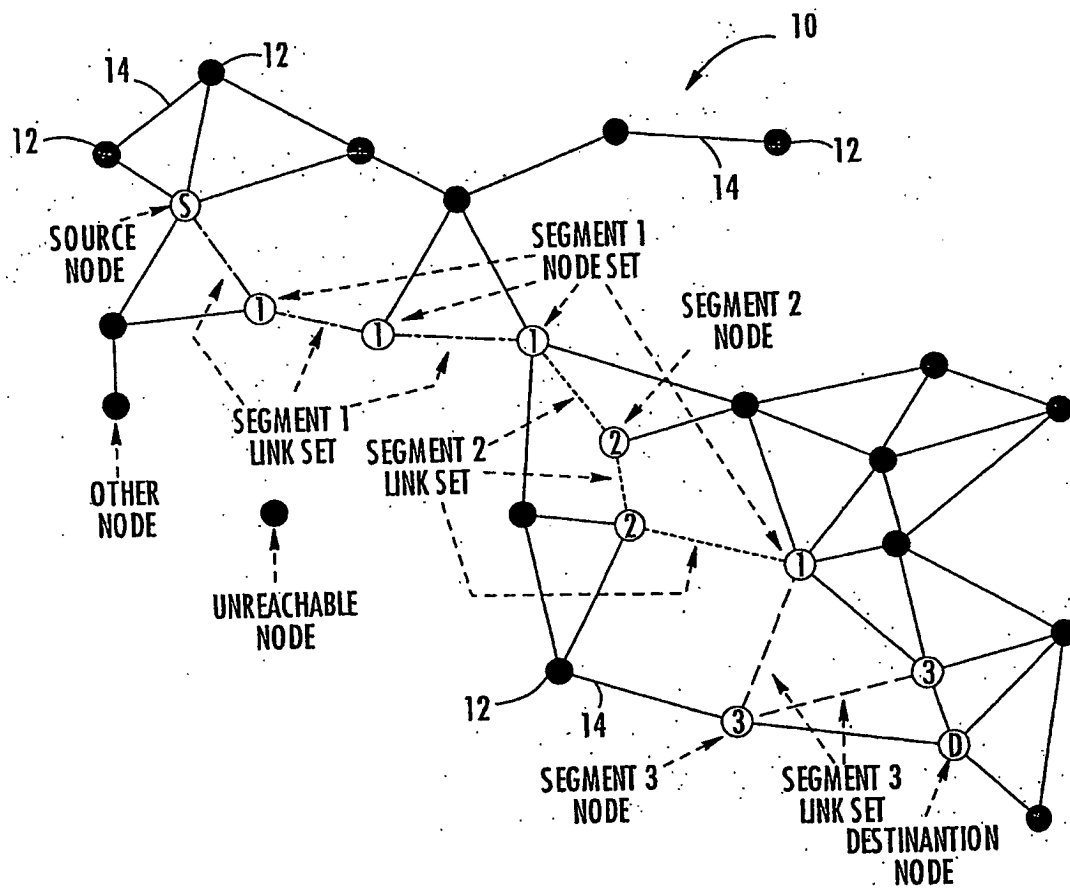 10
12
14
12
12
14
S
SOURCE
NODE
SEGMENT 1
NODE SET
SEGMENT 2
NODE
1
1
1
SEGMENT 1
LINK SET
SEGMENT 2
LINK SET
2
OTHER
NODE
2
1
UNREACHABLE
NODE
12
14
3
3
D
SEGMENT 3
NODE
SEGMENT 3
LINK SET
DESTINANTION
NODE